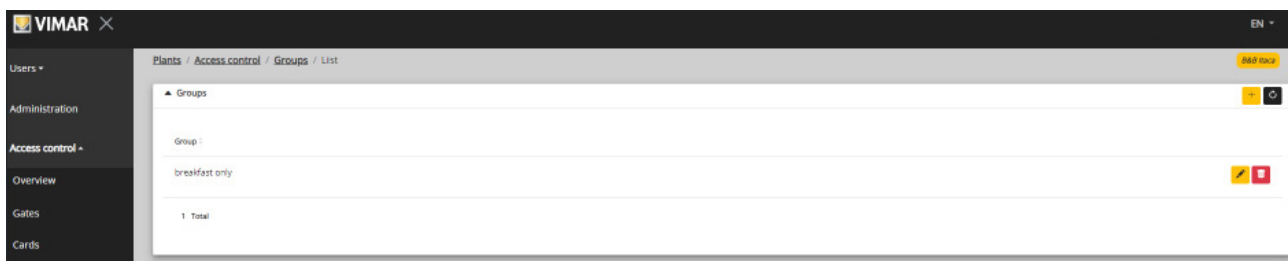 VIMAR
EN
Users
Plants / Access control / Groups / List
B&B Itaca
Groups
Administration
Group
Access control
breakfast only
Overview
1 Total
Gates
Cards